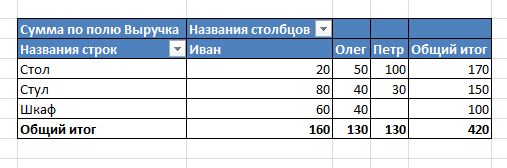 Сумма по полю Выручка Названия столбцов
Названия строк Иван Олег Петр Общий итог
Стол 20 50 100 170
Стул 80 40 30 150
Шкаф 60 40 100
Общий итог 160 130 130 420